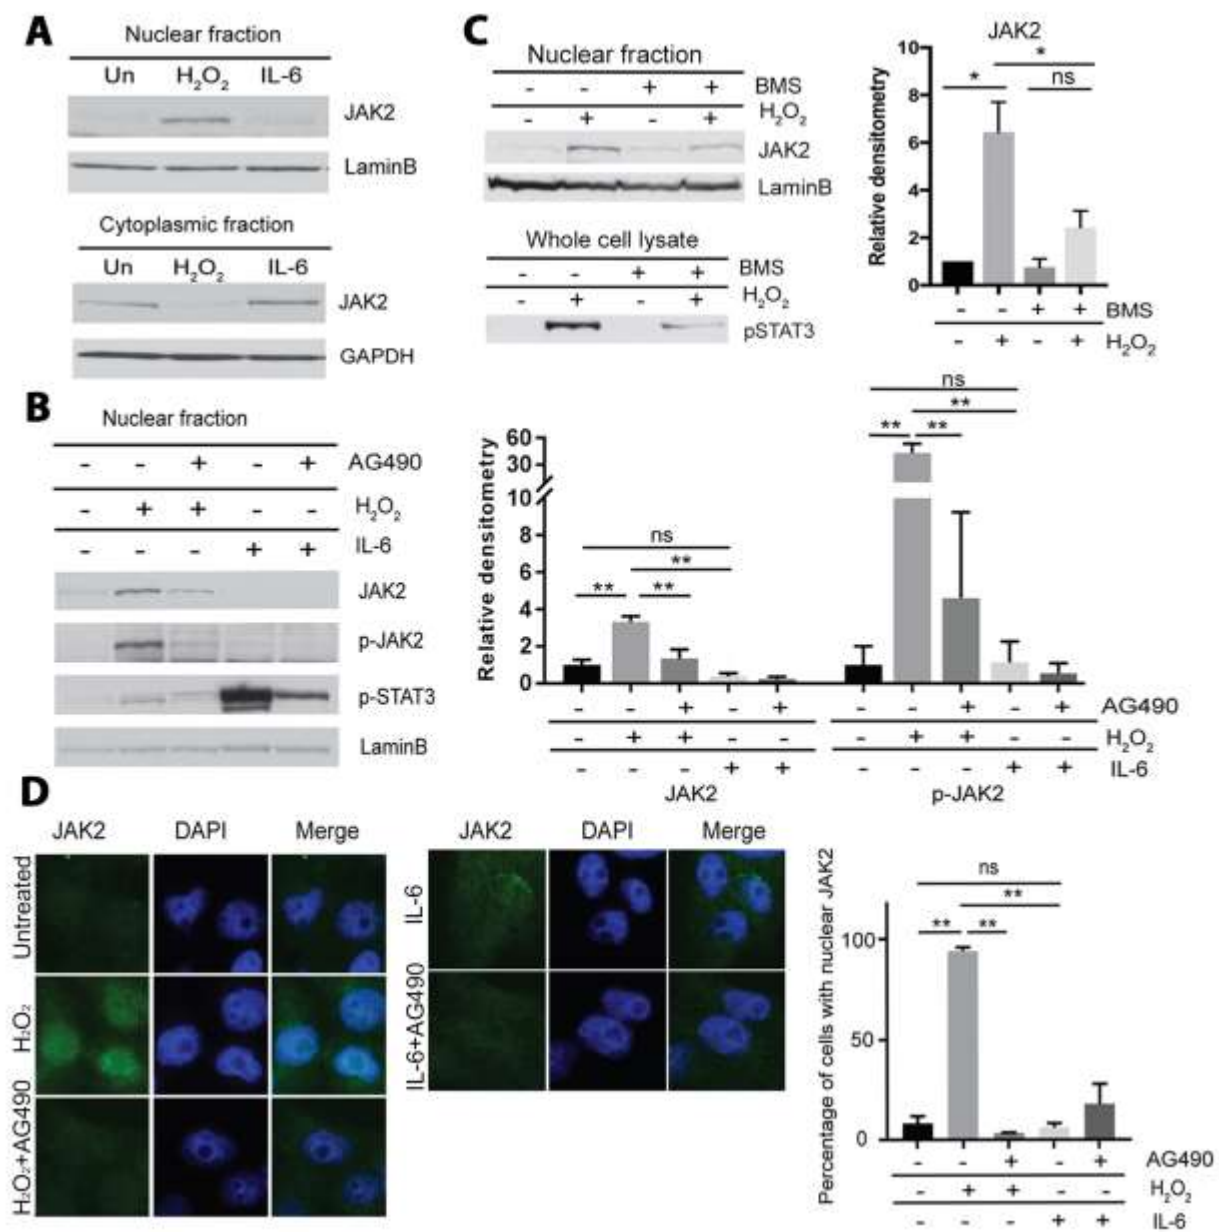 A
Nuclear fraction
Un H₂O₂ IL-6
JAK2
LaminB
Cytoplasmic fraction
Un H₂O₂ IL-6
JAK2
GAPDH
B
Nuclear fraction
- - + - + AG490
- + + - - H₂O₂
- - - + + IL-6
JAK2
p-JAK2
p-STAT3
LaminB
60
30
10
8
6
4
2
0
Relative densitometry
ns
**
** **
ns
**
** **
- - + - + - - + - + AG490
- + + - - - + + - - H₂O₂
- - - + + - - - + + IL-6
JAK2 p-JAK2
C
Nuclear fraction
- - + + BMS
- + - + H₂O₂
JAK2
LaminB
Whole cell lysate
- - + + BMS
- + - + H₂O₂
pSTAT3
JAK2
10
8
6
4
2
0
Relative densitometry
*
* ns
- - + + BMS
- + - + H₂O₂
D
JAK2 DAPI Merge
Untreated
H₂O₂
H₂O₂+AG490
JAK2 DAPI Merge
IL-6
IL-6+AG490
Percentage of cells with nuclear JAK2
100
50
0
ns
**
** **
- - + - + AG490
- + + - - H₂O₂
- - - + + IL-6